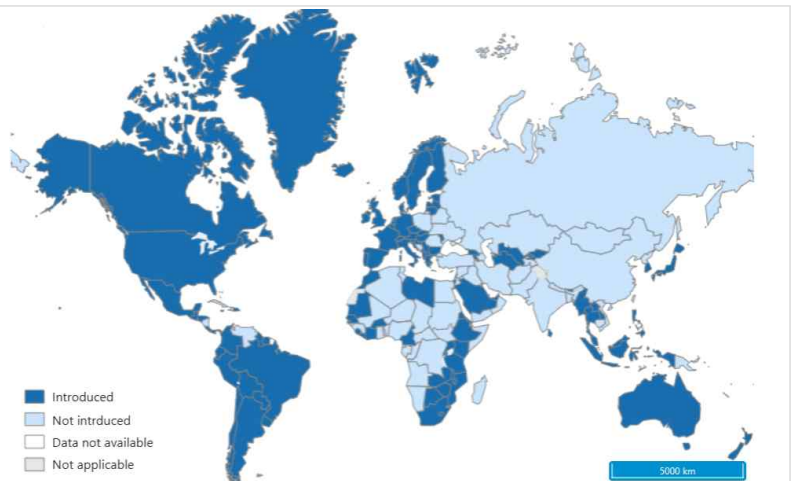 Introduced
Not intrduced
Data not available
Not applicable
5000 km